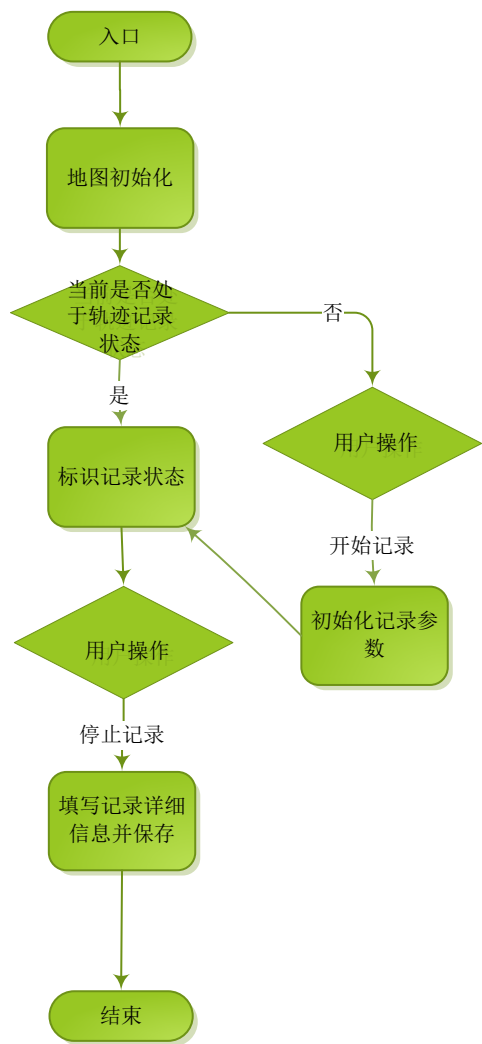 入口
地图初始化
当前是否处
于轨迹记录
状态
否
是
用户操作
标识记录状态
开始记录
初始化记录参
数
用户操作
停止记录
填写记录详细
信息并保存
结束